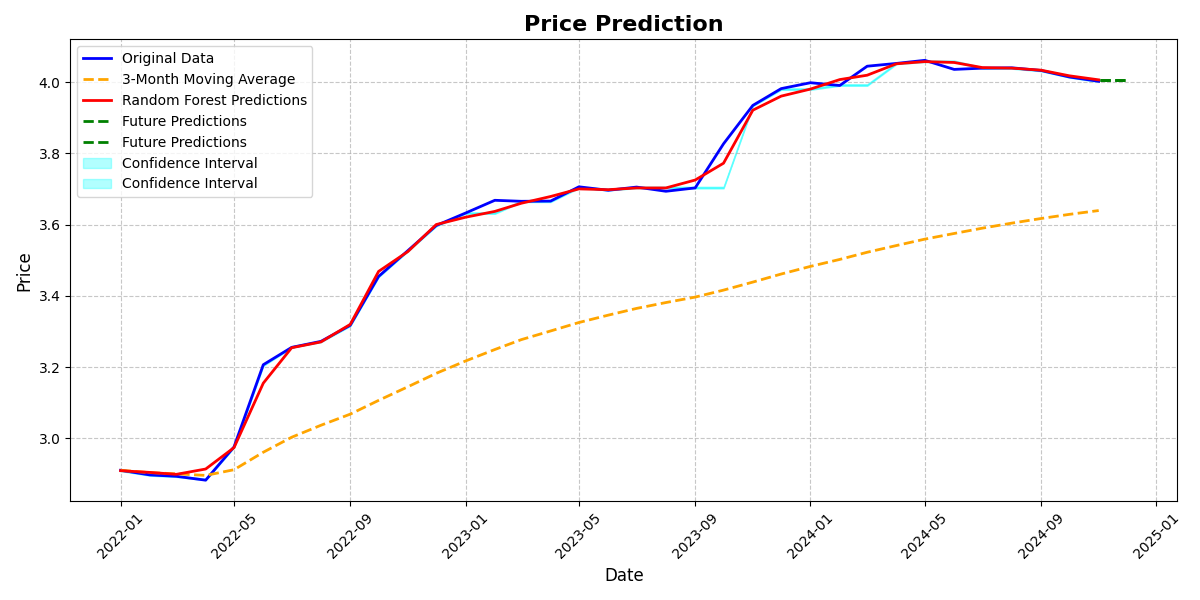 Price Prediction
Original Data
3-Month Moving Average
Random Forest Predictions
Future Predictions
Future Predictions
Confidence Interval
Confidence Interval
Price
4.0
3.8
3.6
3.4
3.2
3.0
2022-01
2022-05
2022-09
2023-01
2023-05
2023-09
2024-01
2024-05
2024-09
2025-01
Date